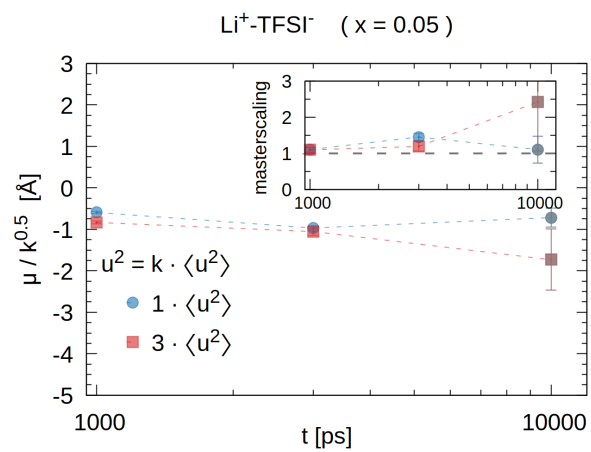 Li⁺-TFSI⁻ ( x = 0.05 )
3
2
1
0
-1
-2
-3
-4
-5
μ / k^0.5 [Å]
masterscaling
3
2
1
0
1000 10000
u² = k · ⟨u²⟩
1 · ⟨u²⟩
3 · ⟨u²⟩
1000 10000
t [ps]